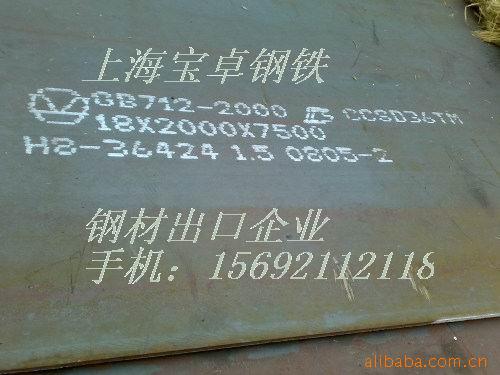 上海宝卓钢铁
GB712-2000 CCSD36TM
18X2000X7500
H8-36424 1.5 0805-2
钢材出口企业
手机：15692112118
alibaba.com.cn